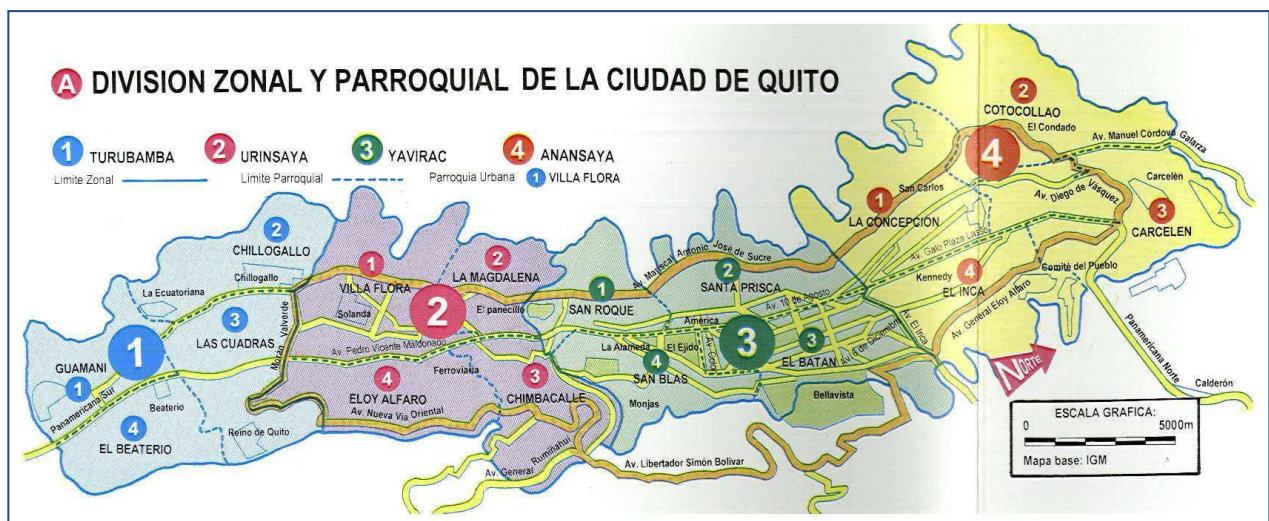 A DIVISION ZONAL Y PARROQUIAL DE LA CIUDAD DE QUITO
1 TURUBAMBA 2 URINSAYA 3 YAVIRAC 4 ANANSAYA
Limite Zonal Limite Parroquial Parroquia Urbana 1 VILLA FLORA
2
COTOCOLLAO
El Condado
Av. Manuel Córdova Galarza
4
San Carlos
1
LA CONCEPCION
Av. Diego de Vásquez
Carcelén
3
CARCELEN
Av. Galo Plaza Lasso
Kennedy
4
EL INCA
Comité del Pueblo
Av. General Eloy Alfaro
Av. El Inca
Panamericana Norte
Calderón
NORTE
2
CHILLOGALLO
Chillogallo
La Ecuatoriana
3
LAS CUADRAS
1
GUAMANI
1
Panamericana Sur
Beaterio
4
EL BEATERIO
Reino de Quito
Morán Valverde
1
VILLA FLORA
Solanda
2
LA MAGDALENA
El panecillo
2
Av. Pedro Vicente Maldonado
Ferroviaria
4
ELOY ALFARO
Av. Nueva Via Oriental
3
CHIMBACALLE
Av. General Rumiñahui
1
SAN ROQUE
Av. Mariscal Antonio José de Sucre
2
SANTA PRISCA
Av. 10 de Agosto
América
La Alameda
El Ejido
Av. Colón
3
3
EL BATAN
Av. 6 de Diciembre
4
SAN BLAS
Monjas
Bellavista
Av. Libertador Simón Bolivar
ESCALA GRAFICA:
0 5000m
Mapa base: IGM